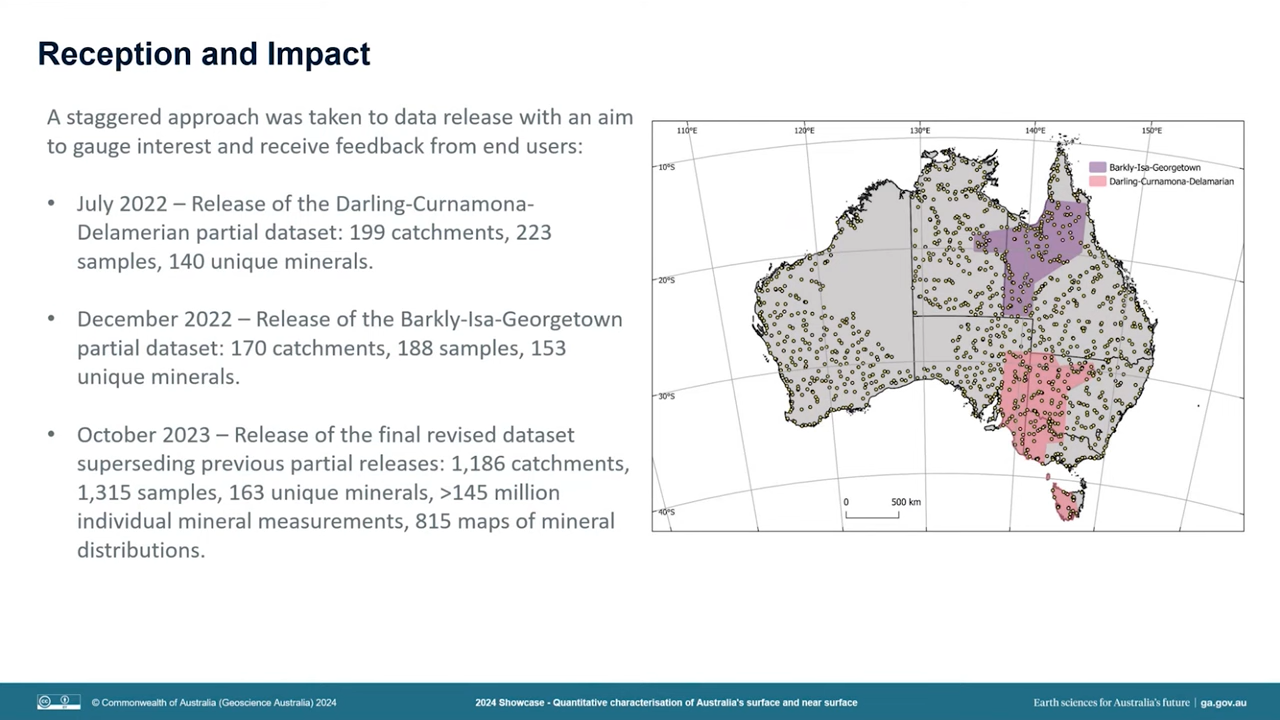 Reception and Impact
A staggered approach was taken to data release with an aim
to gauge interest and receive feedback from end users:
• July 2022 – Release of the Darling-Curnamona-
Delamerian partial dataset: 199 catchments, 223
samples, 140 unique minerals.
• December 2022 – Release of the Barkly-Isa-Georgetown
partial dataset: 170 catchments, 188 samples, 153
unique minerals.
• October 2023 – Release of the final revised dataset
superseding previous partial releases: 1,186 catchments,
1,315 samples, 163 unique minerals, >145 million
individual mineral measurements, 815 maps of mineral
distributions.
110°E 120°E 130°E 140°E 150°E
10°S
20°S
30°S
40°S
Barkly-Isa-Georgetown
Darling-Curnamona-Delamarian
0 500 km
© Commonwealth of Australia (Geoscience Australia) 2024
2024 Showcase - Quantitative characterisation of Australia's surface and near surface
Earth sciences for Australia's future | ga.gov.au